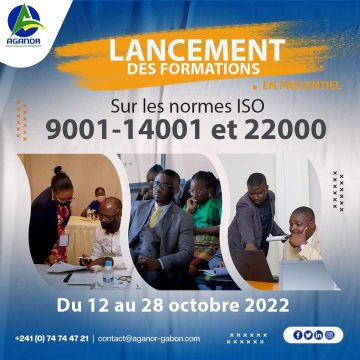 AGANOR
LANCEMENT
DES FORMATIONS
EN PRÉSENTIEL
Sur les normes ISO
9001-14001 et 22000
Du 12 au 28 octobre 2022
+241 (0) 74 74 47 21 | contact@aganor-gabon.com